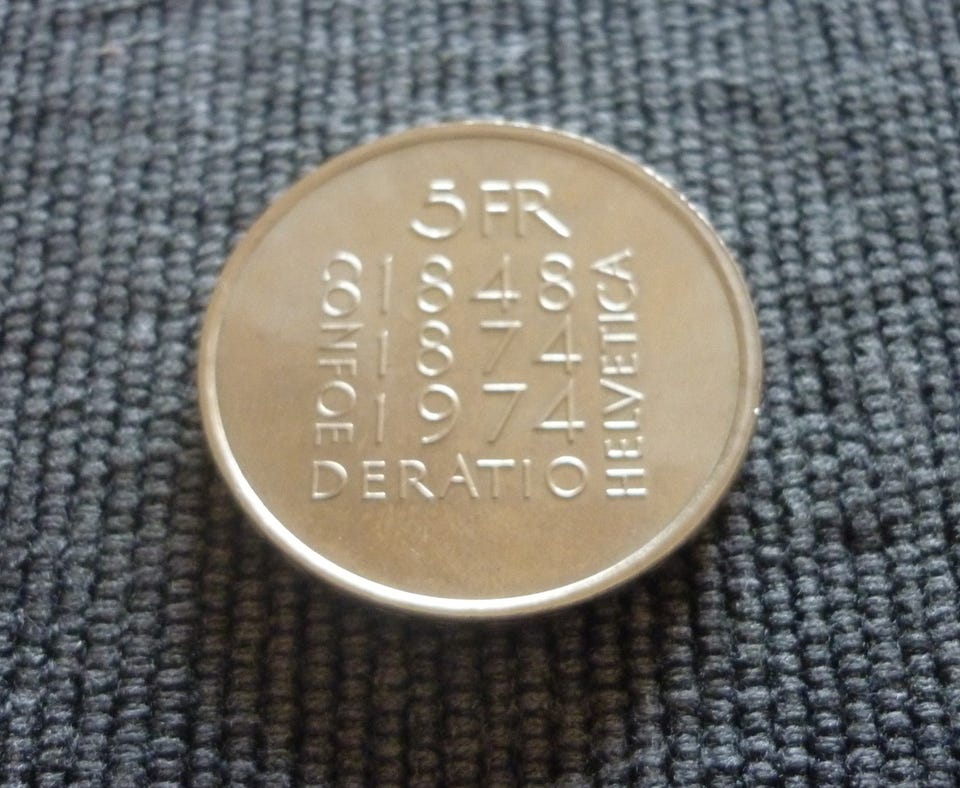 5 FR
1848
1874
1974
CONFOE
DERATIO
HELVETICA